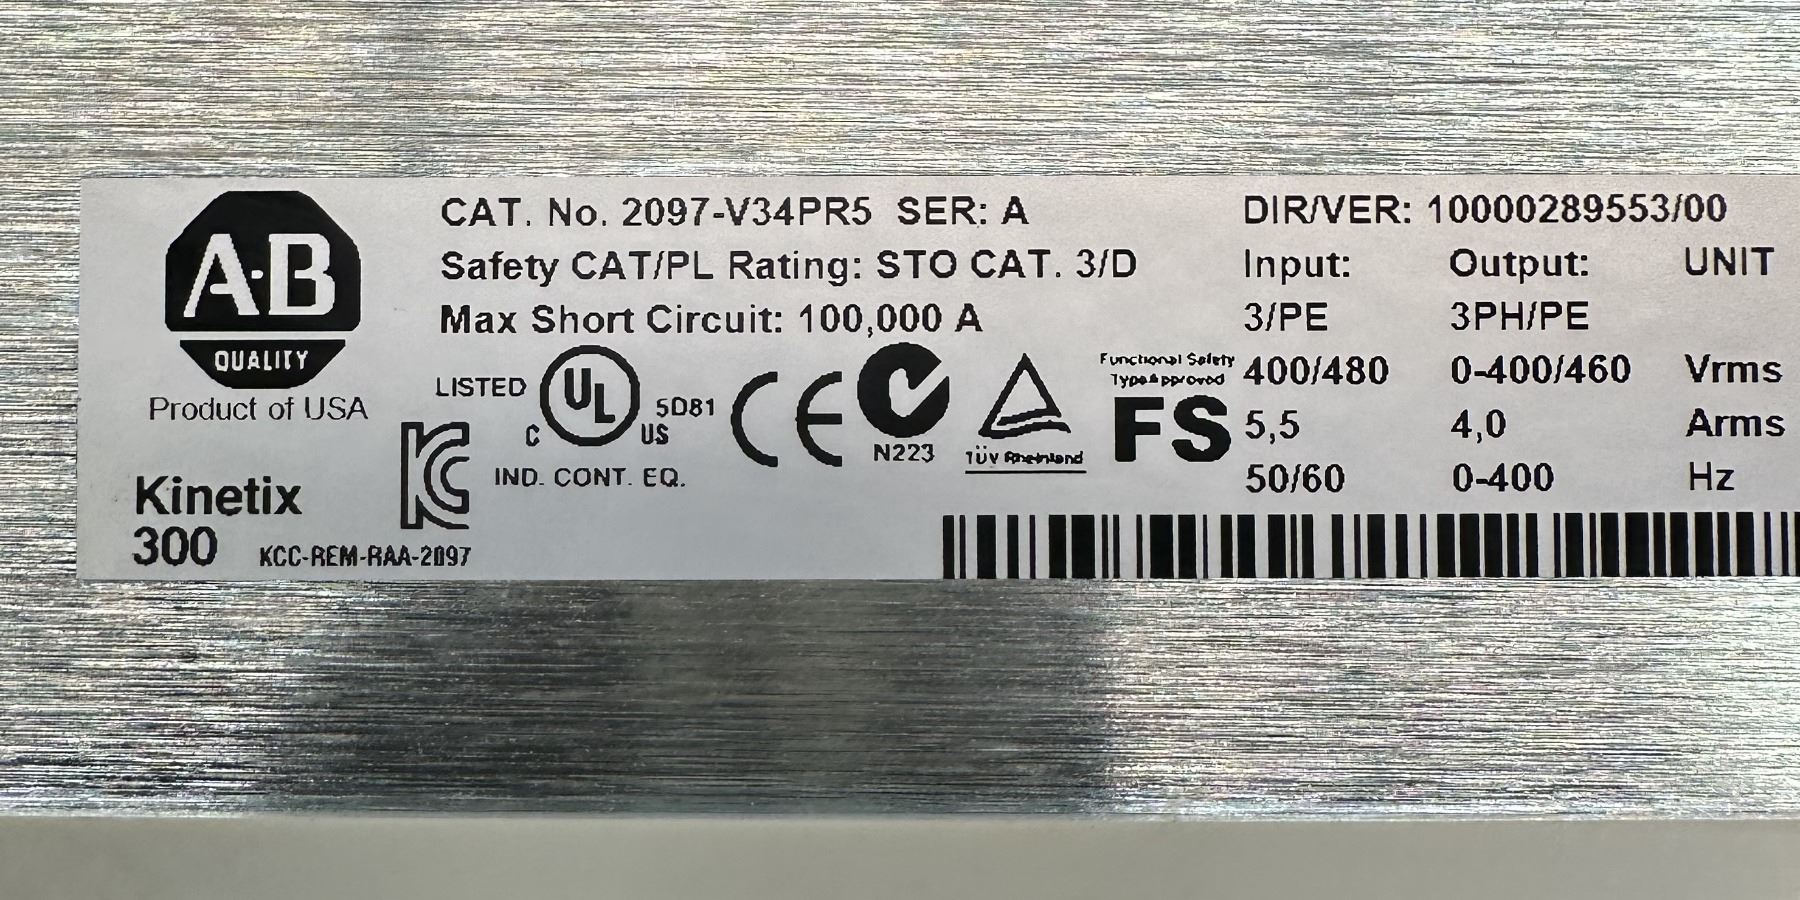 A·B
QUALITY
Product of USA
Kinetix
300
KCC-REM-RAA-2097
CAT. No. 2097-V34PR5 SER: A
Safety CAT/PL Rating: STO CAT. 3/D
Max Short Circuit: 100,000 A
LISTED
C UL US
5D81
IND. CONT. EQ.
CE
N223
TÜV Rheinland
Functional Safety
Type Approved
FS
DIR/VER: 10000289553/00
Input: Output: UNIT
3/PE 3PH/PE
400/480 0-400/460 Vrms
5,5 4,0 Arms
50/60 0-400 Hz